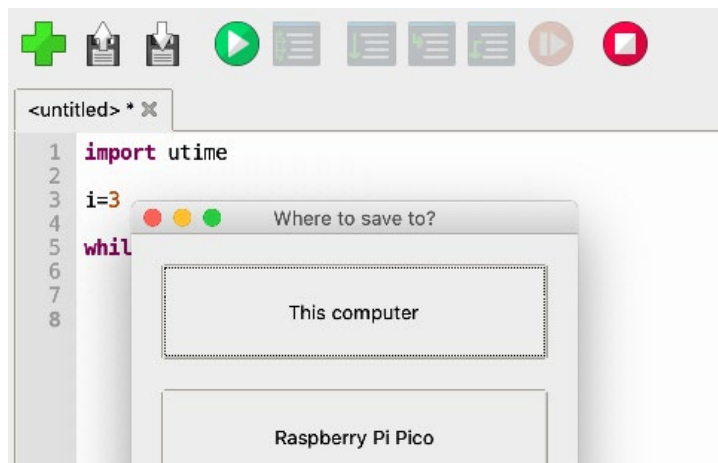 <untitled> *
1 import utime
2
3 i=3
4
5 whil
6
7
8
Where to save to?
This computer
Raspberry Pi Pico